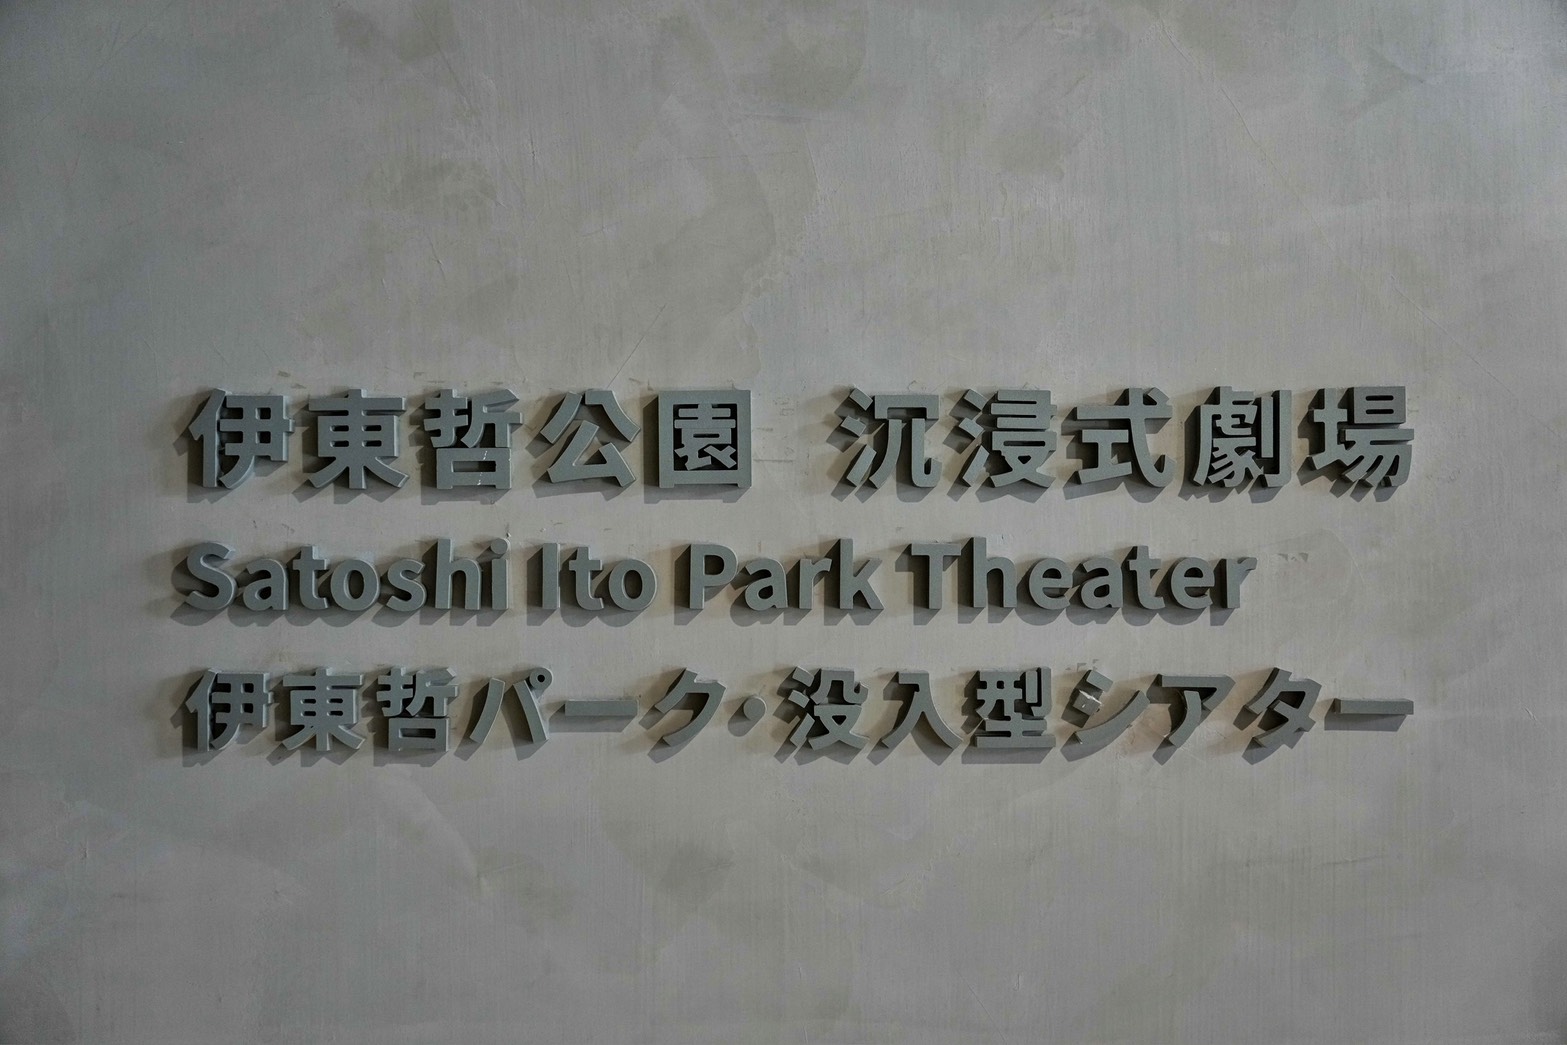 伊東哲公園 沉浸式劇場
Satoshi Ito Park Theater
伊東哲パーク・没入型シアター